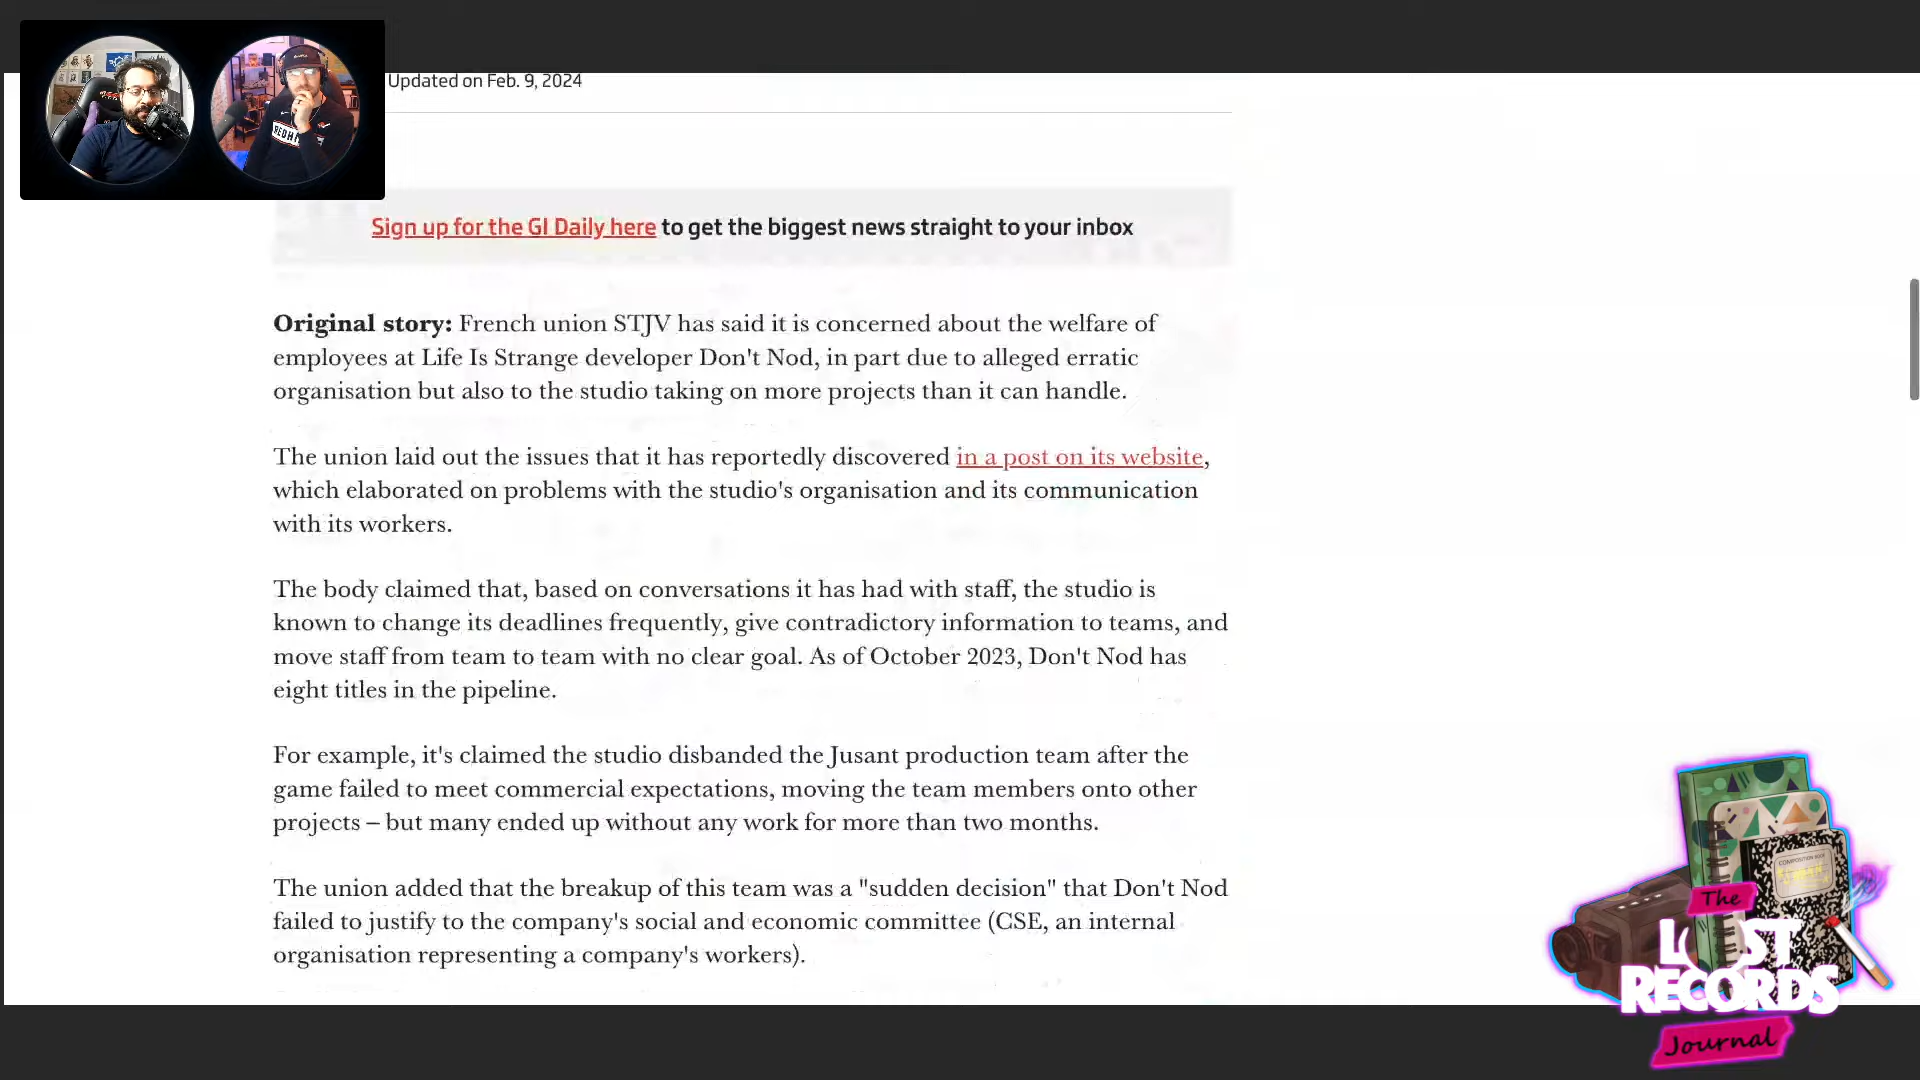 Updated on Feb. 9, 2024
Sign up for the GI Daily here to get the biggest news straight to your inbox
Original story: French union STJV has said it is concerned about the welfare of
employees at Life Is Strange developer Don't Nod, in part due to alleged erratic
organisation but also to the studio taking on more projects than it can handle.
The union laid out the issues that it has reportedly discovered in a post on its website,
which elaborated on problems with the studio's organisation and its communication
with its workers.
The body claimed that, based on conversations it has had with staff, the studio is
known to change its deadlines frequently, give contradictory information to teams, and
move staff from team to team with no clear goal. As of October 2023, Don't Nod has
eight titles in the pipeline.
For example, it's claimed the studio disbanded the Jusant production team after the
game failed to meet commercial expectations, moving the team members onto other
projects – but many ended up without any work for more than two months.
The union added that the breakup of this team was a "sudden decision" that Don't Nod
failed to justify to the company's social and economic committee (CSE, an internal
organisation representing a company's workers).
COMPOSITION BOOK
The
LOST
RECORDS
Journal